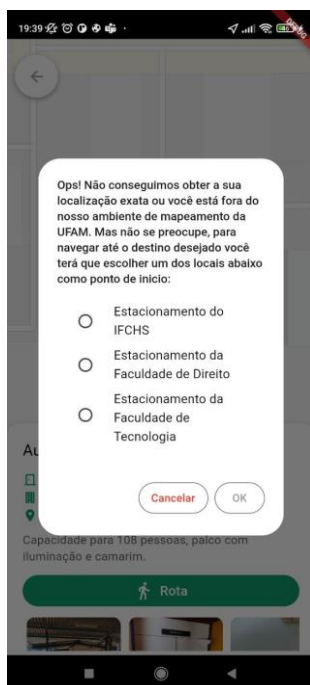 19:39
DEBUG
Ops! Não conseguimos obter a sua
localização exata ou você está fora do
nosso ambiente de mapeamento da
UFAM. Mas não se preocupe, para
navegar até o destino desejado você
terá que escolher um dos locais abaixo
como ponto de inicio:
Estacionamento do
IFCHS
Estacionamento da
Faculdade de Direito
Estacionamento da
Faculdade de
Tecnologia
Cancelar OK
Au
Capacidade para 108 pessoas, palco com
iluminação e camarim.
Rota